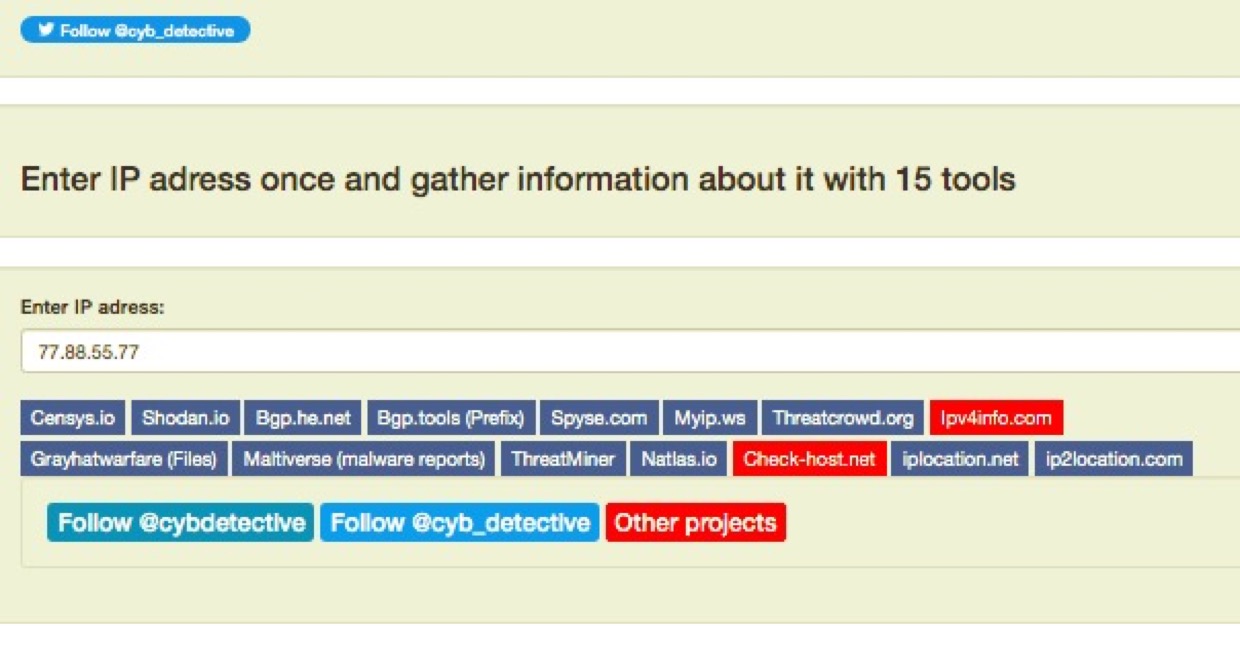 Follow @cyb_detective
Enter IP adress once and gather information about it with 15 tools
Enter IP adress:
77.88.55.77
Censys.io Shodan.io Bgp.he.net Bgp.tools (Prefix) Spyse.com Myip.ws Threatcrowd.org Ipv4info.com
Grayhatwarfare (Files) Maltiverse (malware reports) ThreatMiner Natlas.io Check-host.net iplocation.net ip2location.com
Follow @cybdetective Follow @cyb_detective Other projects